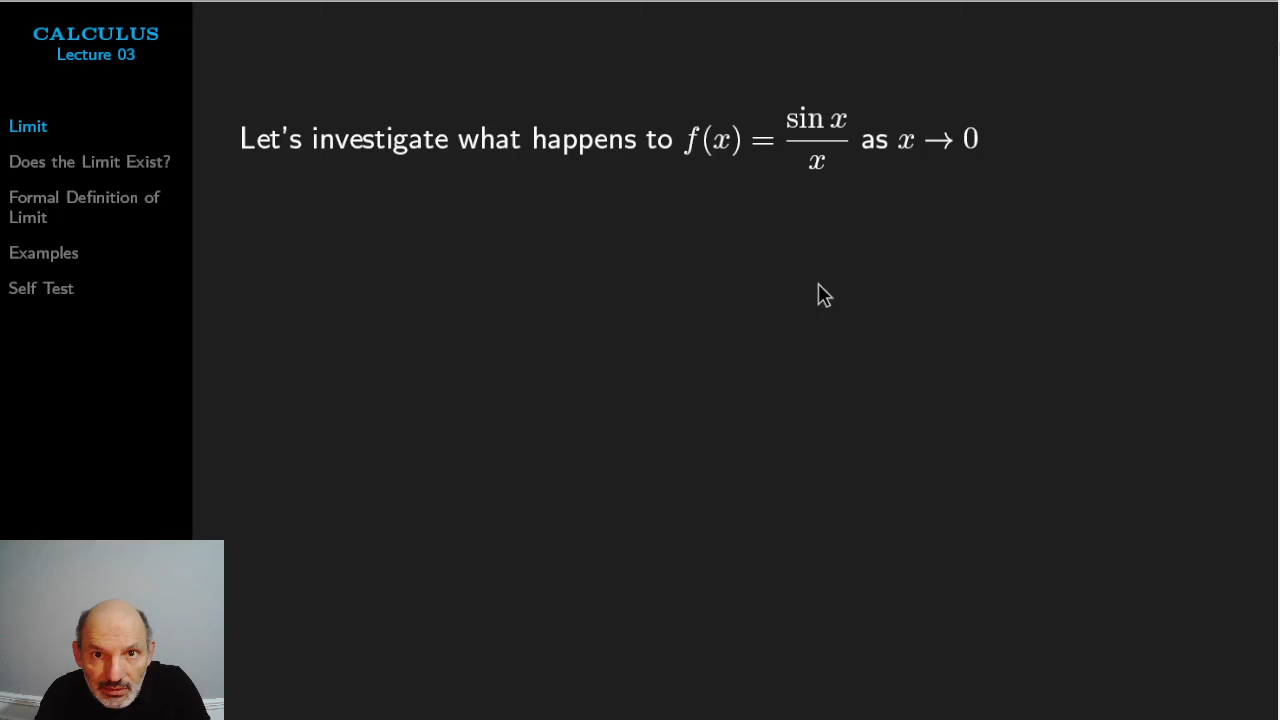 CALCULUS
Lecture 03
Limit
Does the Limit Exist?
Formal Definition of
Limit
Examples
Self Test
Let's investigate what happens to f(x) = sin x / x as x → 0